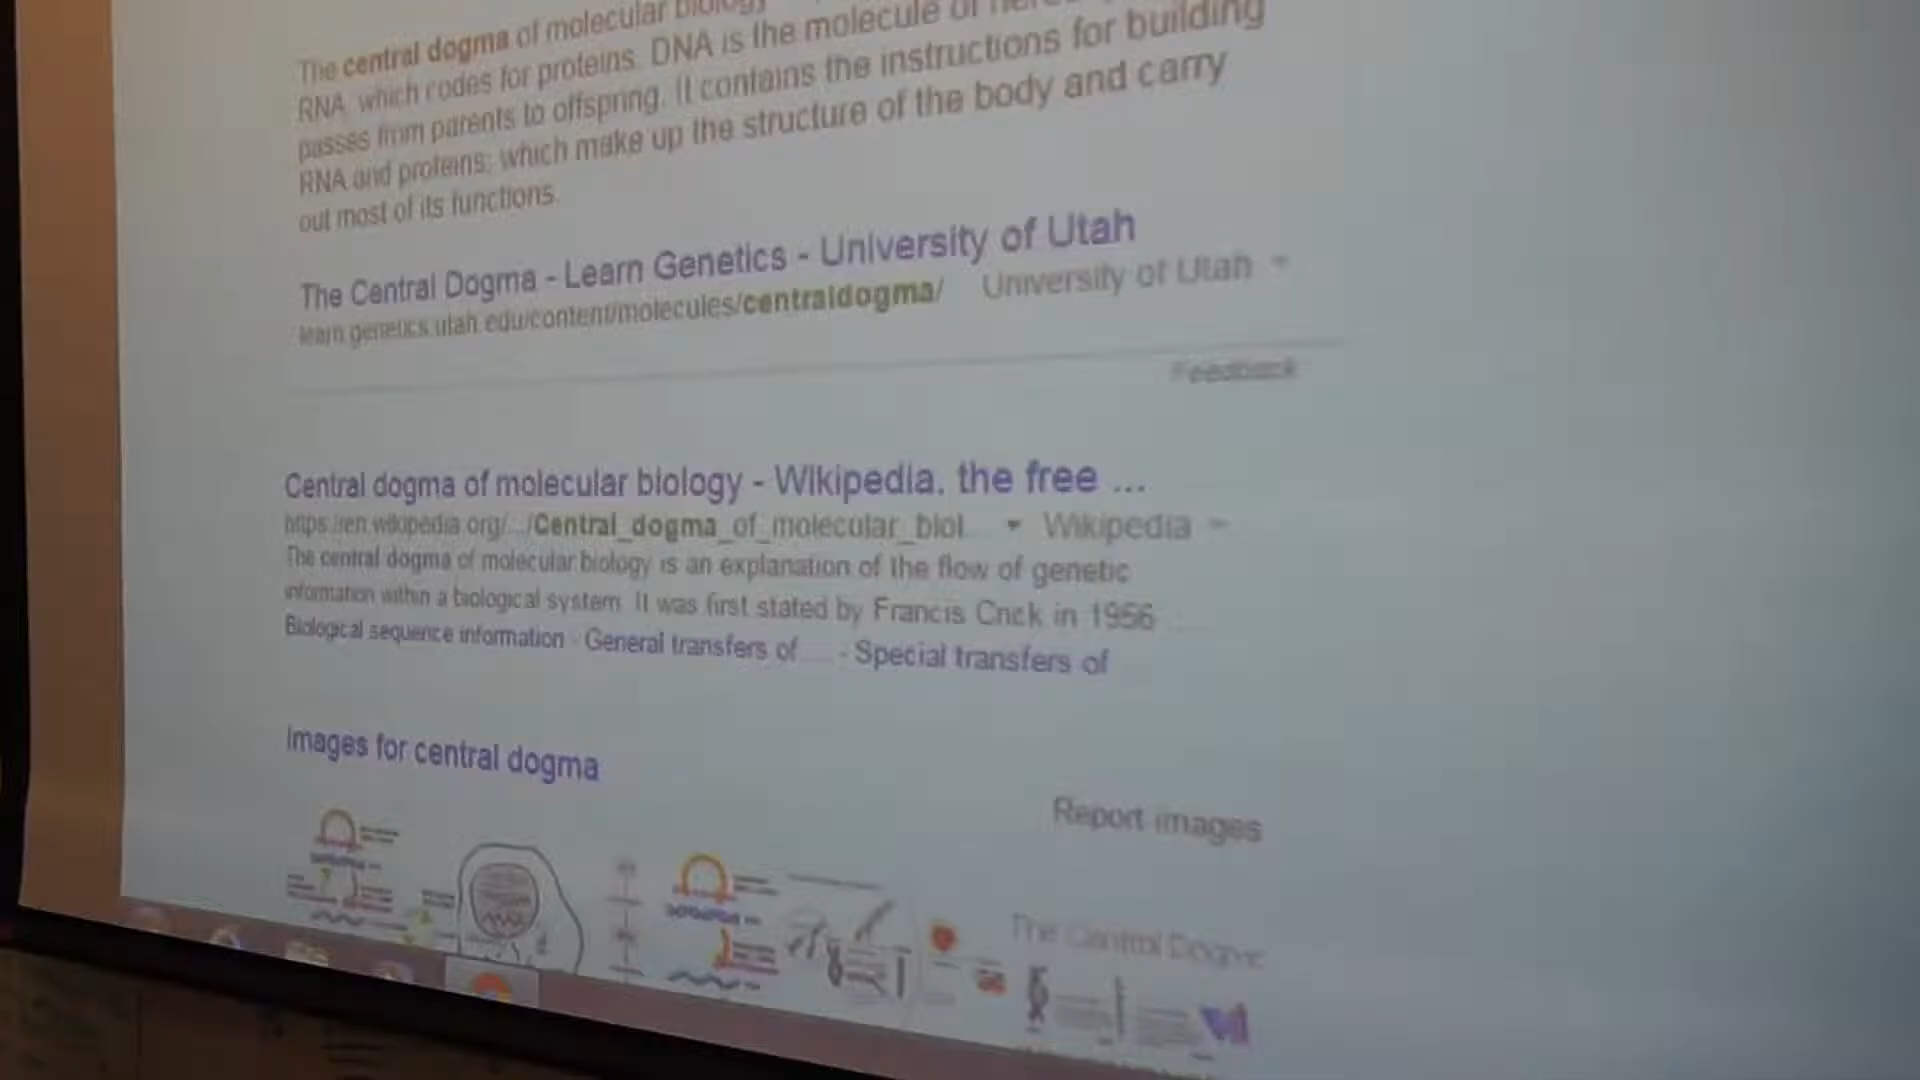 The central dogma of molecular biology
RNA, which codes for proteins. DNA is the molecule of
passes from parents to offspring. It contains the instructions for building
RNA and proteins, which make up the structure of the body and carry
out most of its functions.
The Central Dogma - Learn Genetics - University of Utah
learn.genetics.utah.edu/content/molecules/centraldogma/ University of Utah
Feedback
Central dogma of molecular biology - Wikipedia, the free ...
https://en.wikipedia.org/.../Central_dogma_of_molecular_biol... Wikipedia
The central dogma of molecular biology is an explanation of the flow of genetic
information within a biological system. It was first stated by Francis Crick in 1956
Biological sequence information - General transfers of ... - Special transfers of
Images for central dogma
Report images
The Central Dogma